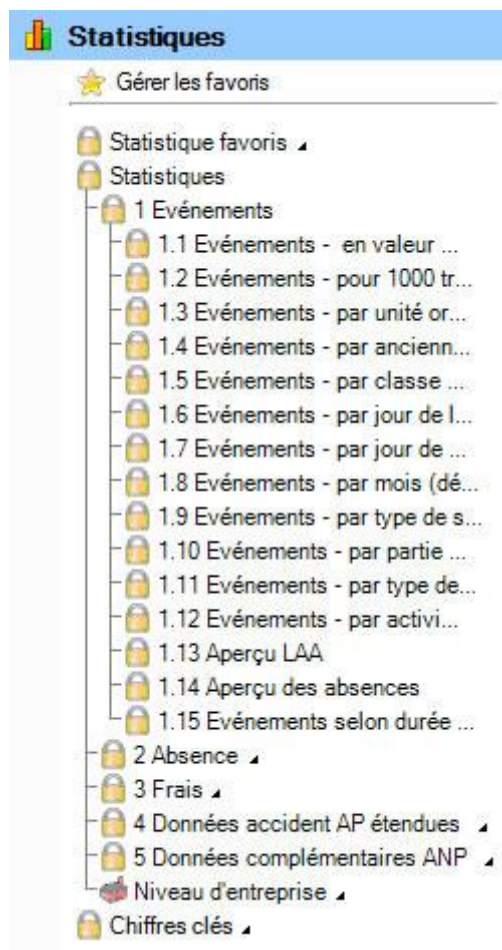 Statistiques
Gérer les favoris
Statistique favoris
Statistiques
1 Evénements
1.1 Evénements - en valeur ...
1.2 Evénements - pour 1000 tr...
1.3 Evénements - par unité or...
1.4 Evénements - par ancienn...
1.5 Evénements - par classe ...
1.6 Evénements - par jour de l...
1.7 Evénements - par jour de ...
1.8 Evénements - par mois (dé...
1.9 Evénements - par type de s...
1.10 Evénements - par partie ...
1.11 Evénements - par type de...
1.12 Evénements - par activi...
1.13 Aperçu LAA
1.14 Aperçu des absences
1.15 Evénements selon durée ...
2 Absence
3 Frais
4 Données accident AP étendues
5 Données complémentaires ANP
Niveau d'entreprise
Chiffres clés